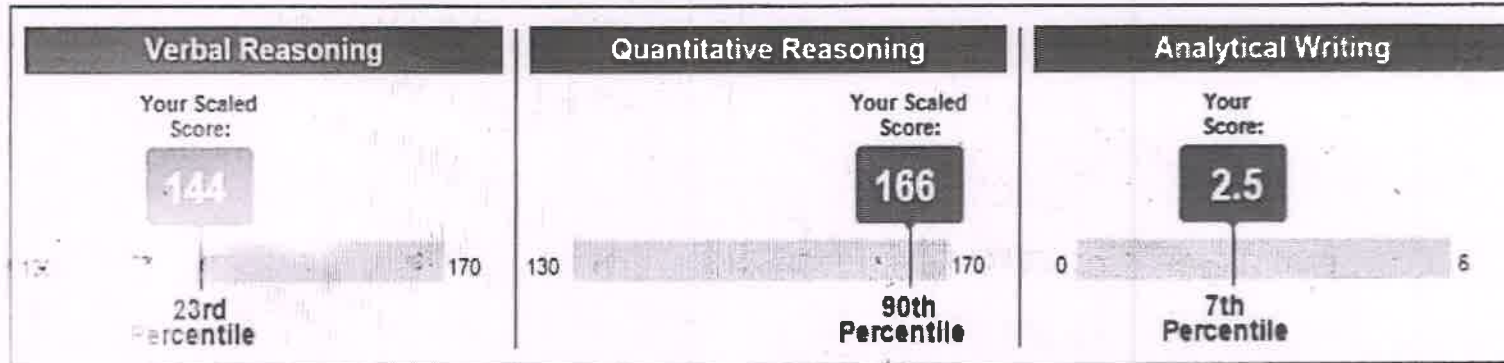 Verbal Reasoning
Your Scaled
Score:
144
170
23rd
Percentile
Quantitative Reasoning
Your Scaled
Score:
166
130
170
90th
Percentile
Analytical Writing
Your
Score:
2.5
0
6
7th
Percentile